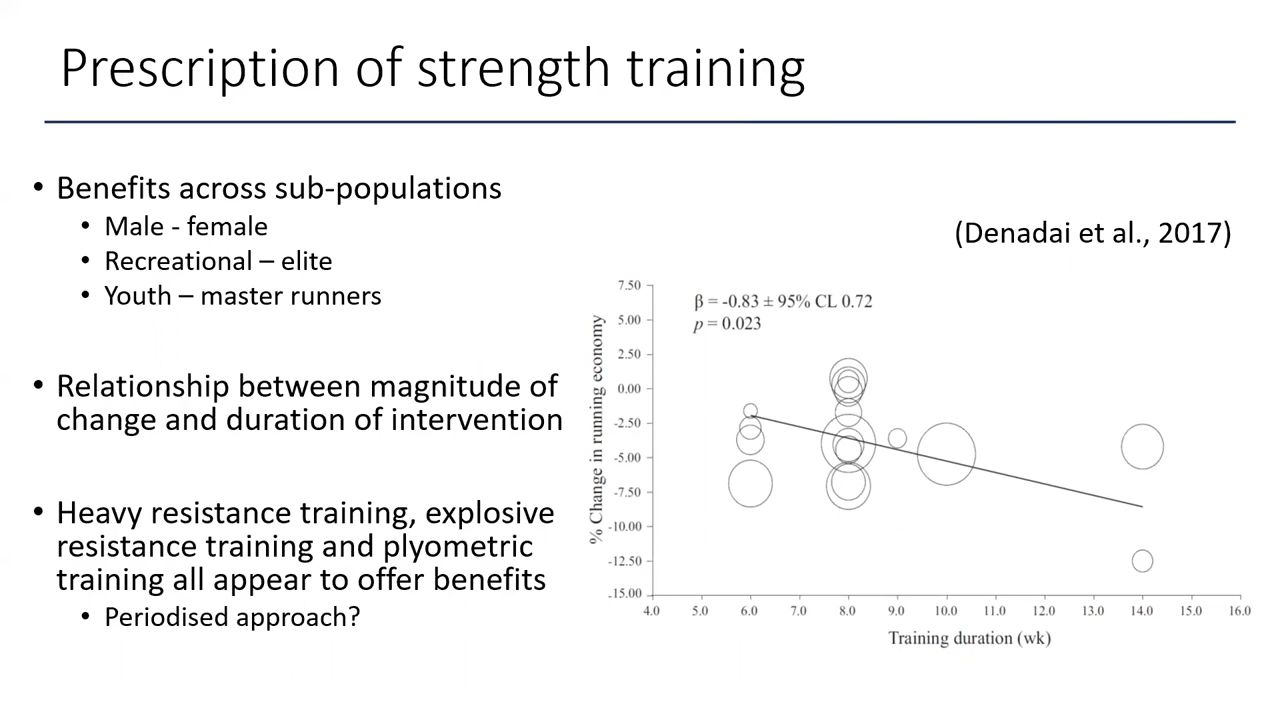 Prescription of strength training
• Benefits across sub-populations
• Male - female
• Recreational – elite
• Youth – master runners
• Relationship between magnitude of
change and duration of intervention
• Heavy resistance training, explosive
resistance training and plyometric
training all appear to offer benefits
• Periodised approach?
(Denadai et al., 2017)
β = -0.83 ± 95% CL 0.72
p = 0.023
% Change in running economy
7.50
5.00
2.50
0.00
-2.50
-5.00
-7.50
-10.00
-12.50
-15.00
4.0 5.0 6.0 7.0 8.0 9.0 10.0 11.0 12.0 13.0 14.0 15.0 16.0
Training duration (wk)